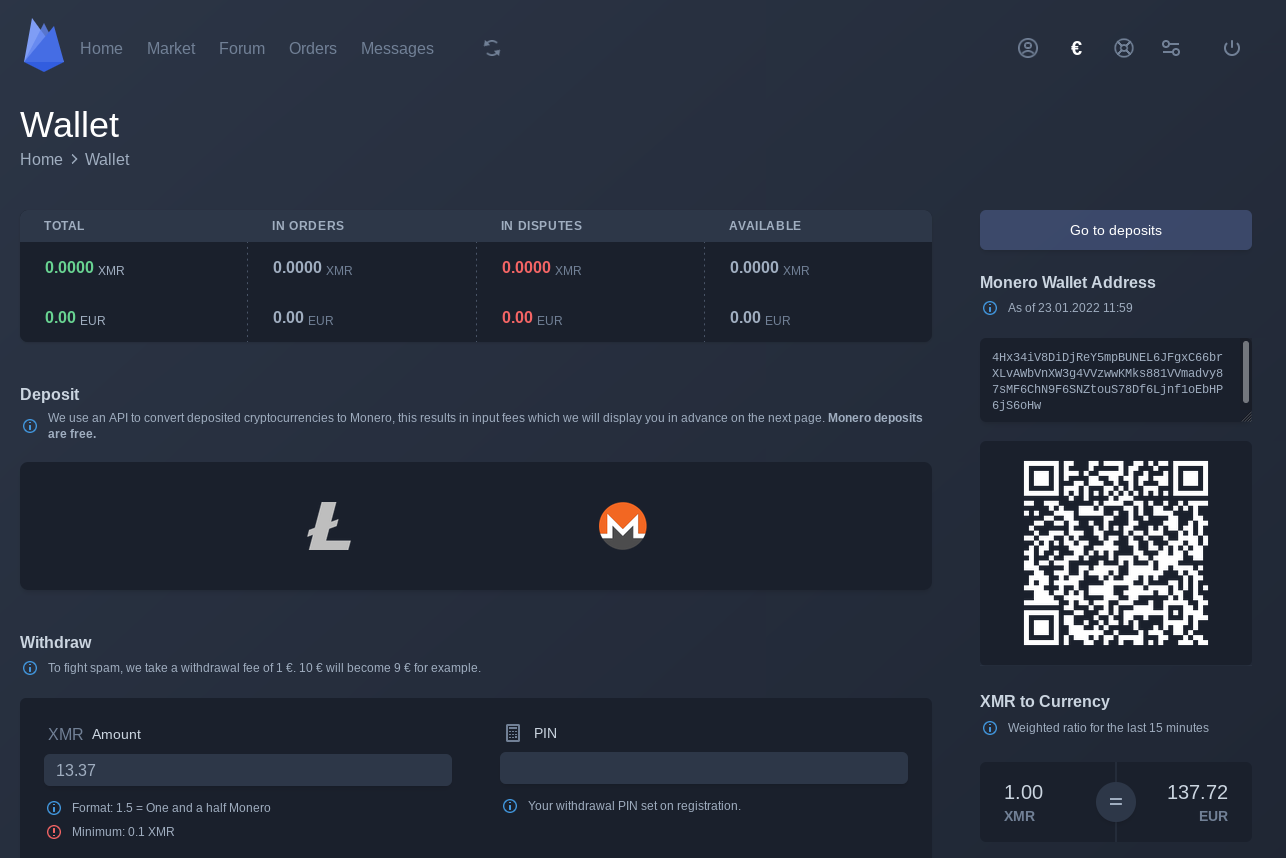 Home Market Forum Orders Messages €
Wallet
Home > Wallet
TOTAL IN ORDERS IN DISPUTES AVAILABLE
0.0000 XMR 0.0000 XMR 0.0000 XMR 0.0000 XMR
0.00 EUR 0.00 EUR 0.00 EUR 0.00 EUR
Deposit
We use an API to convert deposited cryptocurrencies to Monero, this results in input fees which we will display you in advance on the next page. Monero deposits
are free.
Withdraw
To fight spam, we take a withdrawal fee of 1 €. 10 € will become 9 € for example.
XMR Amount
13.37
Format: 1.5 = One and a half Monero
Minimum: 0.1 XMR
PIN
Your withdrawal PIN set on registration.
Go to deposits
Monero Wallet Address
As of 23.01.2022 11:59
4Hx34iV8DiDjReY5mpBUNEL6JFgxC66br
XLvAWbVnXW3g4VVzwwKMks881VVmadvy8
7sMF6ChN9F6SNZtouS78Df6Ljnf1oEbHP
6jS6oHw
XMR to Currency
Weighted ratio for the last 15 minutes
1.00 = 137.72
XMR EUR